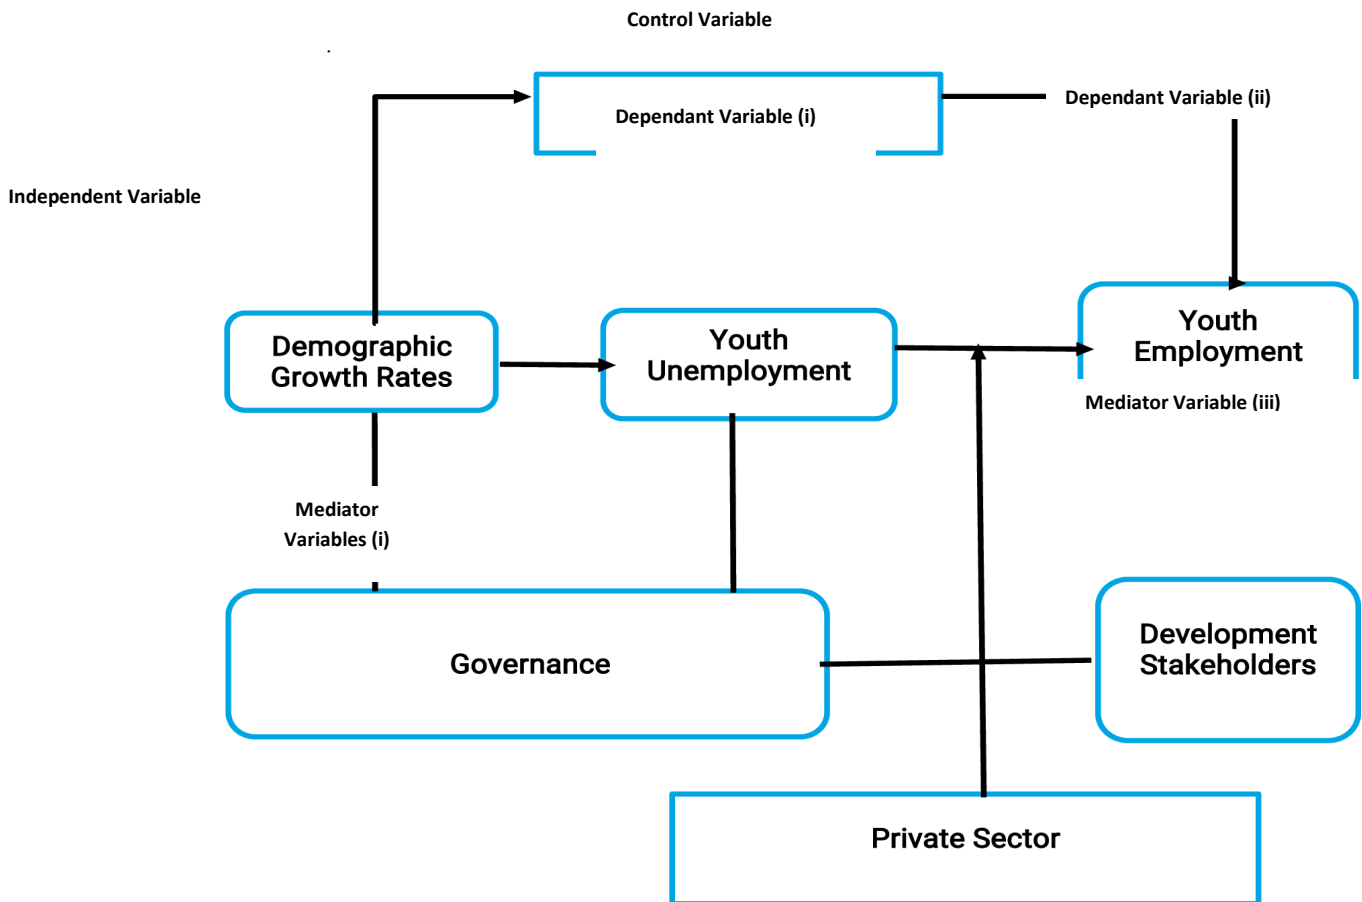 Control Variable
Dependant Variable (i)
Dependant Variable (ii)
Independent Variable
Demographic
Growth Rates
Youth
Unemployment
Youth
Employment
Mediator Variable (iii)
Mediator
Variables (i)
Governance
Development
Stakeholders
Private Sector